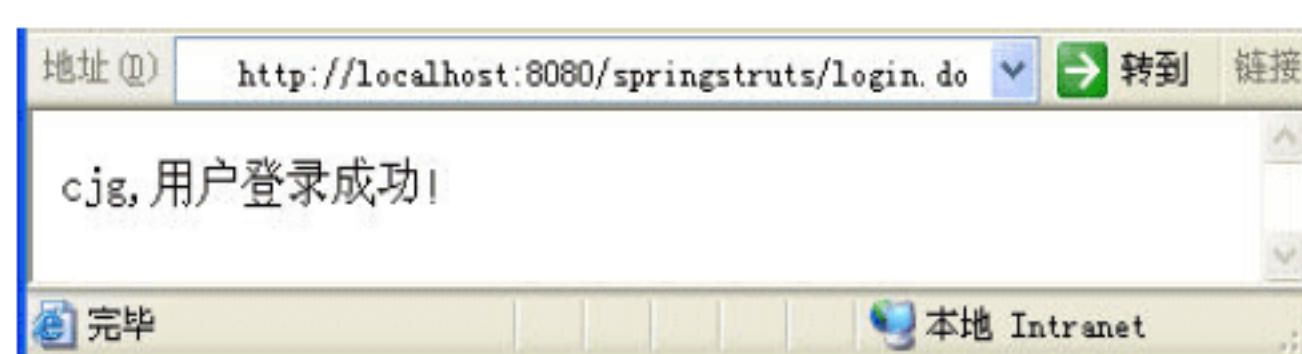 地址(D) http://localhost:8080/springstruts/login.do 转到 链接
cjg,用户登录成功!
完毕 本地 Intranet